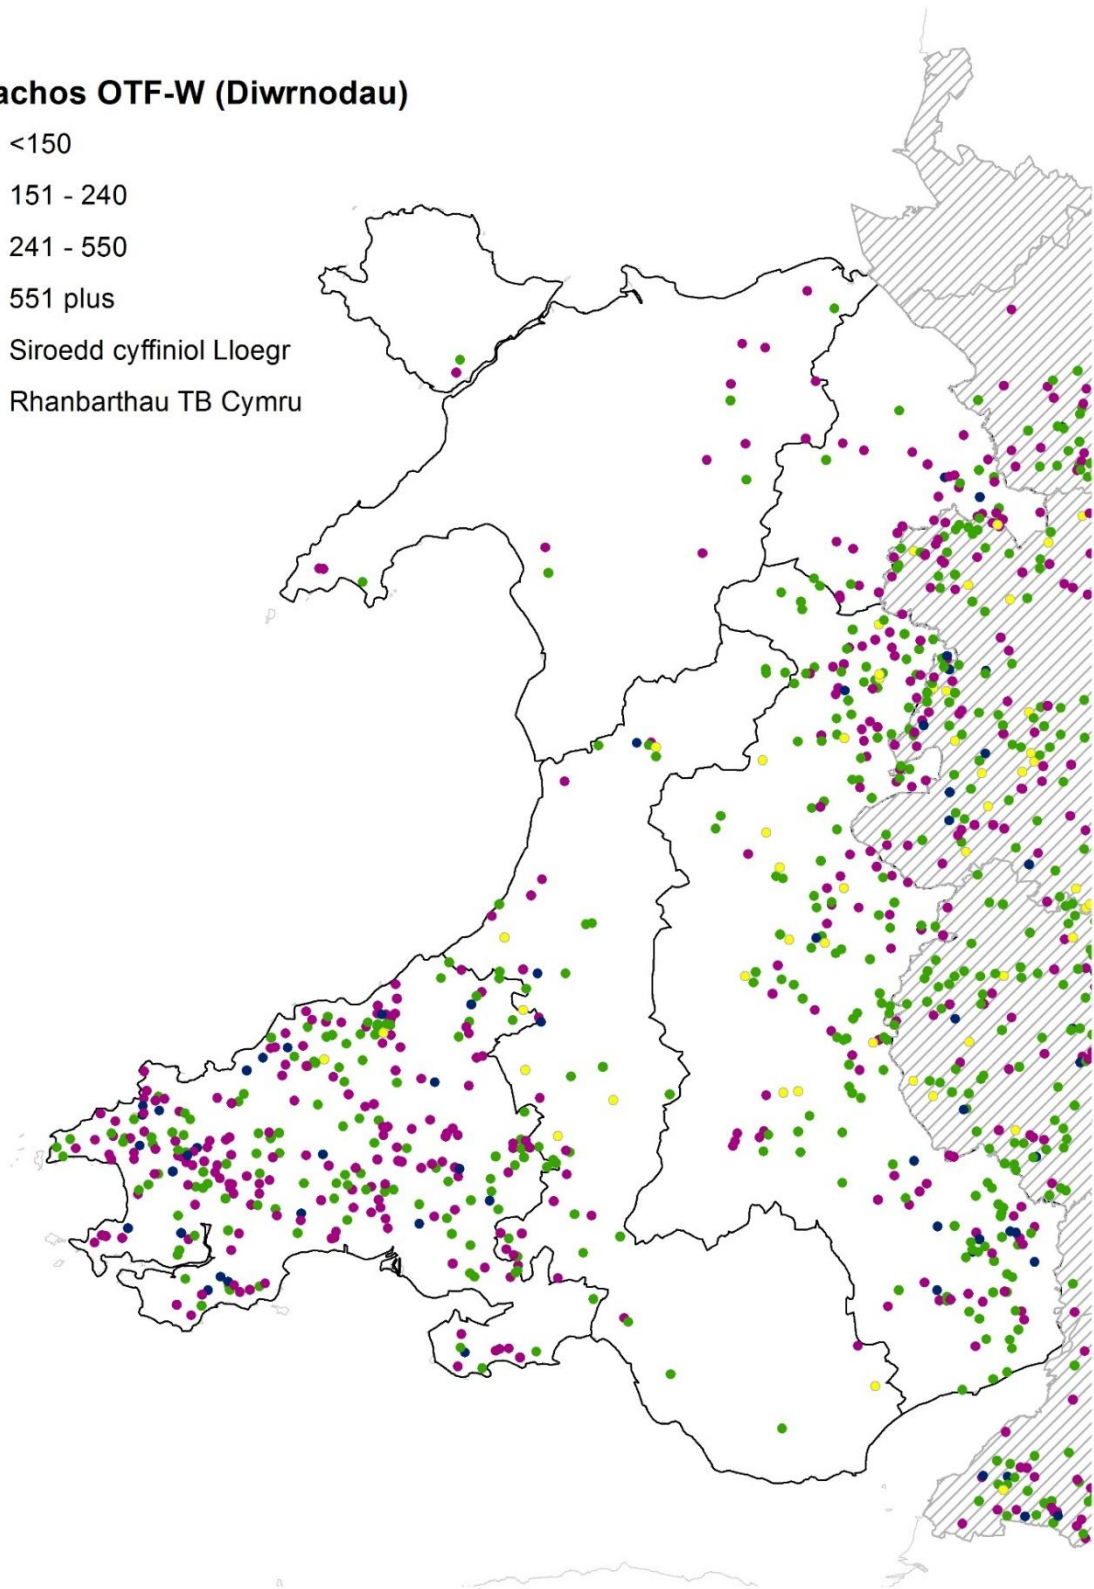 achos OTF-W (Diwrnodau)
<150
151 - 240
241 - 550
551 plus
Siroedd cyffiniol Lloegr
Rhanbarthau TB Cymru